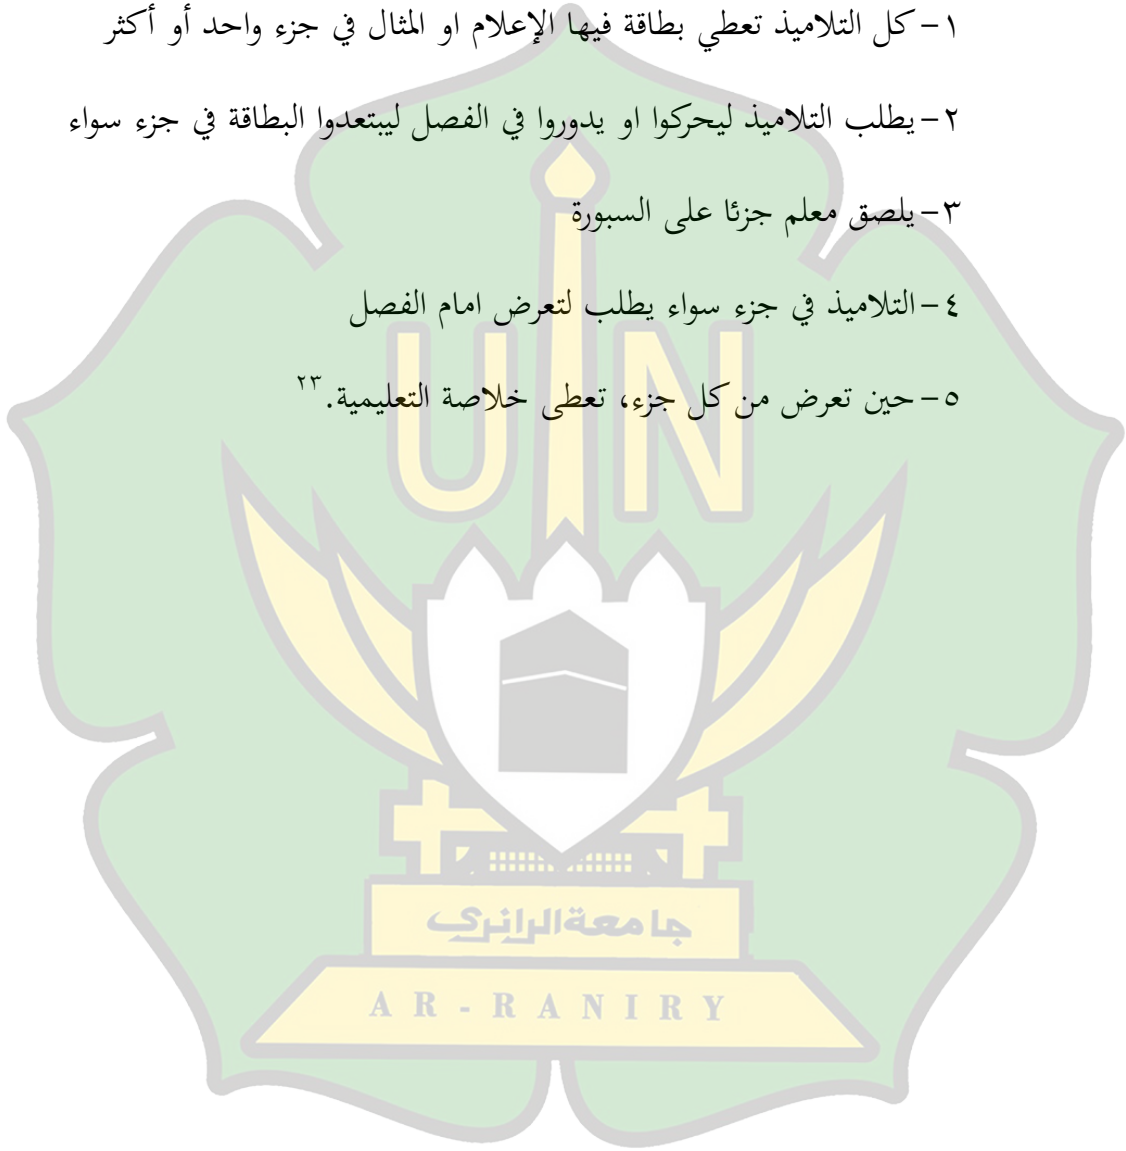 ١- كل التلاميذ تعطي بطاقة فيها الإعلام او المثال في جزء واحد أو أكثر
٢- يطلب التلاميذ ليحركوا او يدوروا في الفصل ليبتعدوا البطاقة في جزء سواء
٣- يلصق معلم جزئا على السبورة
٤- التلاميذ في جزء سواء يطلب لتعرض امام الفصل
٥- حين تعرض من كل جزء، تعطى خلاصة التعليمية.٢٣
UIN
جامعة الرانري
AR-RANIRY